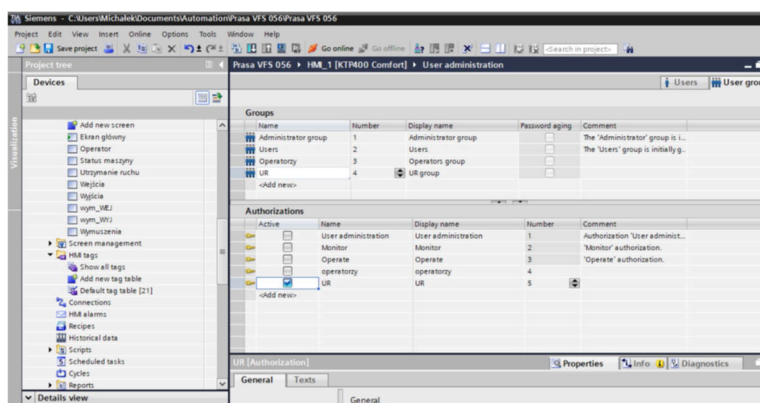 Siemens - C:\Users\Michałek\Documents\Automation\Prasa VFS 056\Prasa VFS 056
Project Edit View Insert Online Options Tools Window Help
Save project Go online Go offline <Search in project>
Project tree
Prasa VFS 056 HMI_1 [KTP400 Comfort] User administration
Devices
Users User grou
Visualization
Add new screen
Ekran główny
Operator
Status maszyny
Utrzymanie ruchu
Wejścia
Wyjścia
wym_WEJ
wym_WYJ
Wymuszenia
Screen management
HMI tags
Show all tags
Add new tag table
Default tag table [21]
Connections
HMI alarms
Recipes
Historical data
Scripts
Scheduled tasks
Cycles
Reports
Details view
Groups
Name Number Display name Password aging Comment
Administrator group 1 Administrator group The 'Administrator' group is i...
Users 2 Users The 'Users' group is initially g...
Operatorzy 3 Operators group
UR 4 UR group
<Add new>
Authorizations
Active Name Display name Number Comment
User administration User administration 1 Authorization 'User administ...
Monitor Monitor 2 'Monitor' authorization.
Operate Operate 3 'Operate' authorization.
operatorzy operatorzy 4
UR UR 5
<Add new>
UR [Authorization]
Properties Info Diagnostics
General Texts
General